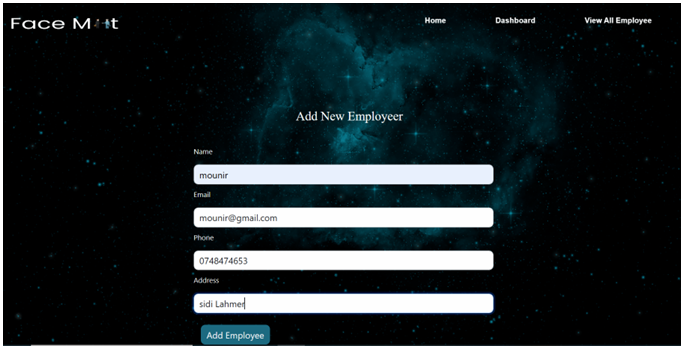 Face M t
Home Dashboard View All Employee
Add New Employeer
Name
mounir
Email
mounir@gmail.com
Phone
0748474653
Address
sidi Lahmer
Add Employee